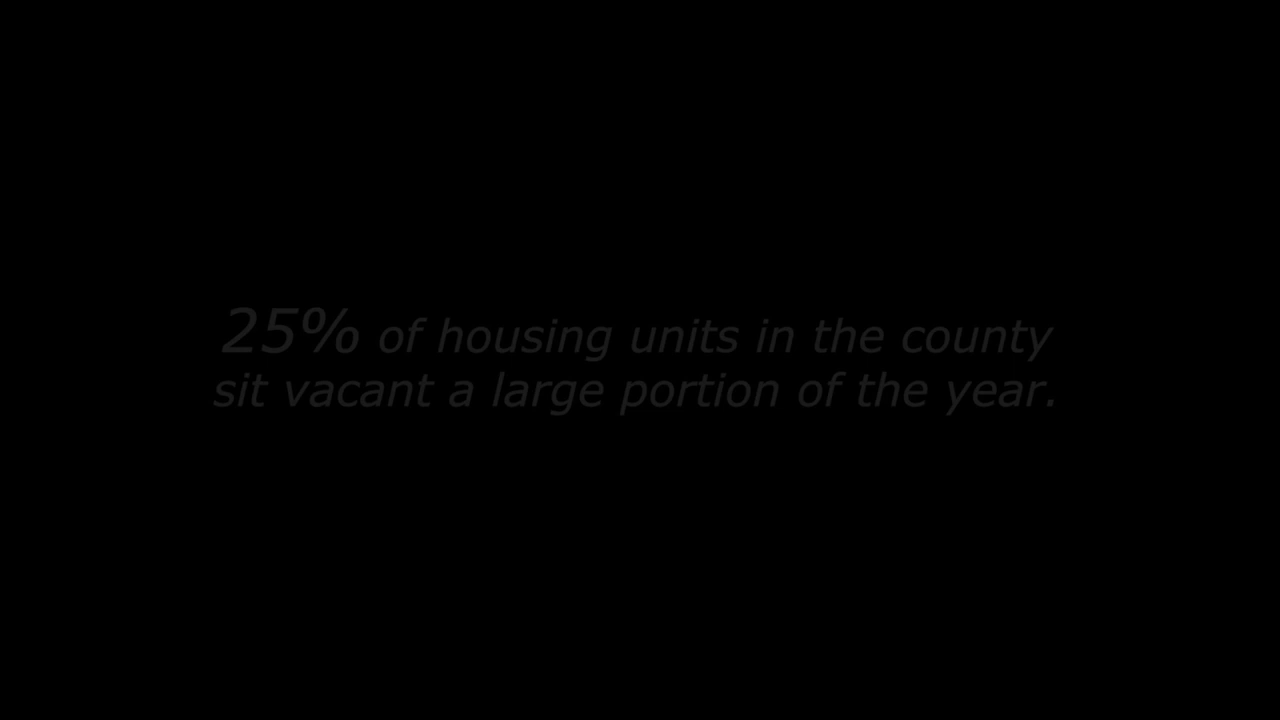 25% of housing units in the county
sit vacant a large portion of the year.